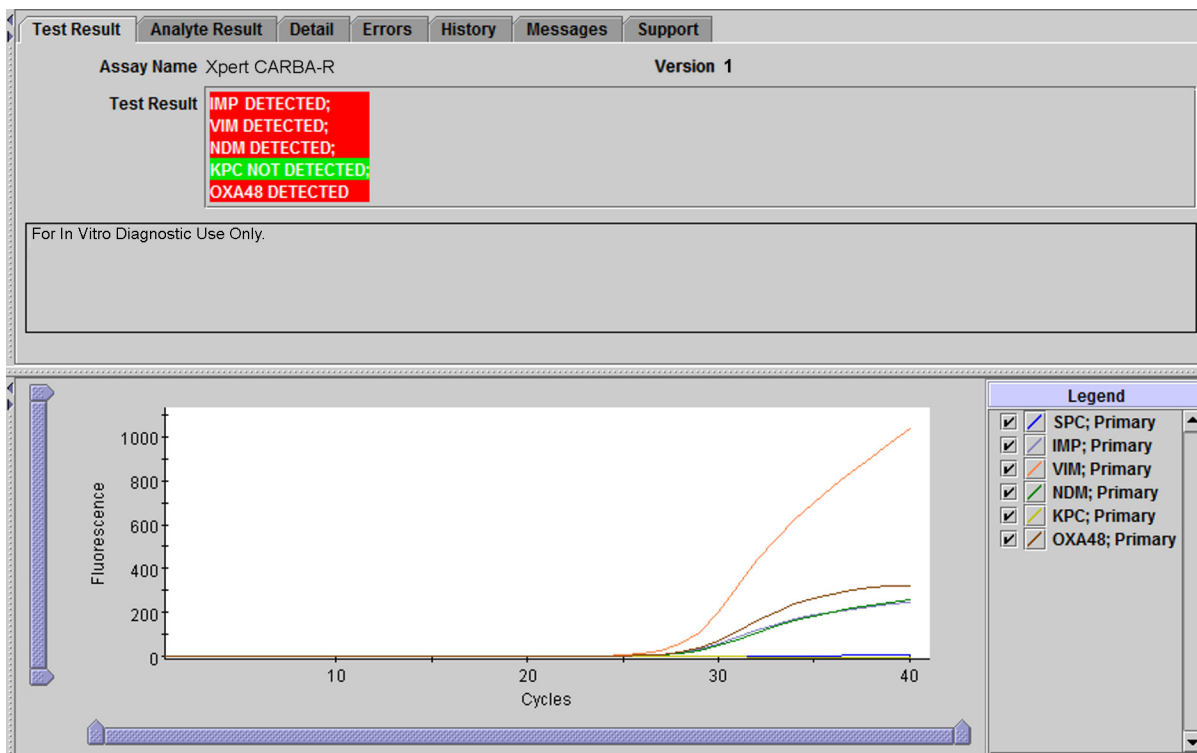 Test Result Analyte Result Detail Errors History Messages Support
Assay Name Xpert CARBA-R Version 1
Test Result
IMP DETECTED;
VIM DETECTED;
NDM DETECTED;
KPC NOT DETECTED;
OXA48 DETECTED
For In Vitro Diagnostic Use Only.
Fluorescence
1000
800
600
400
200
0
10 20 30 40
Cycles
Legend
SPC; Primary
IMP; Primary
VIM; Primary
NDM; Primary
KPC; Primary
OXA48; Primary